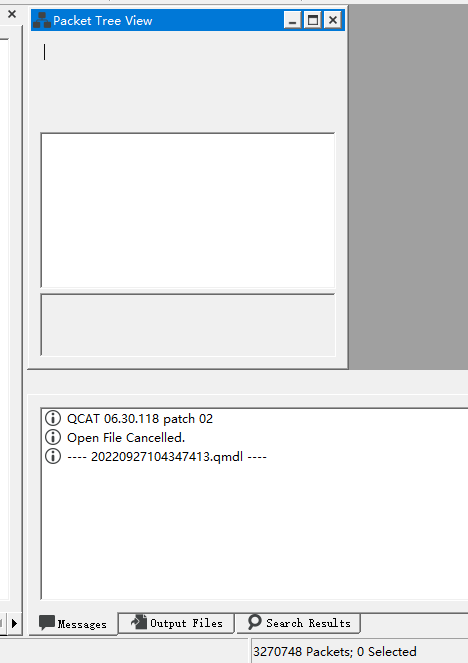 Packet Tree View
QCAT 06.30.118 patch 02
Open File Cancelled.
---- 20220927104347413.qmdl ----
Messages
Output Files
Search Results
3270748 Packets; 0 Selected